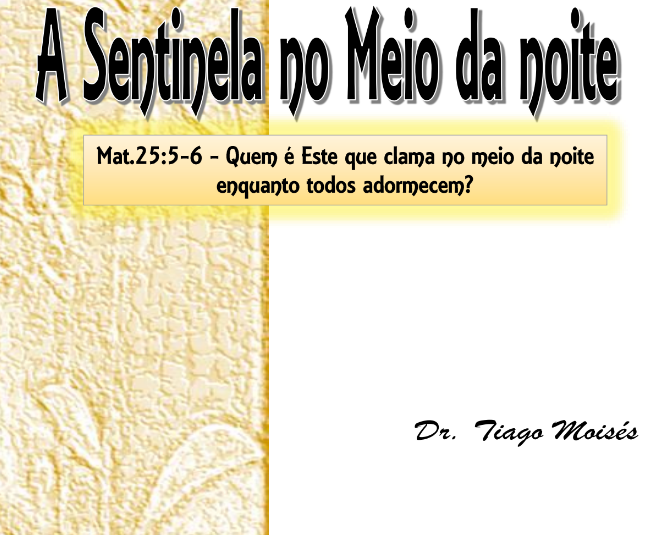 A Sentinela no Meio da noite
Mat.25:5-6 - Quem é Este que clama no meio da noite
enquanto todos adormecem?
Dr. Tiago Moisés